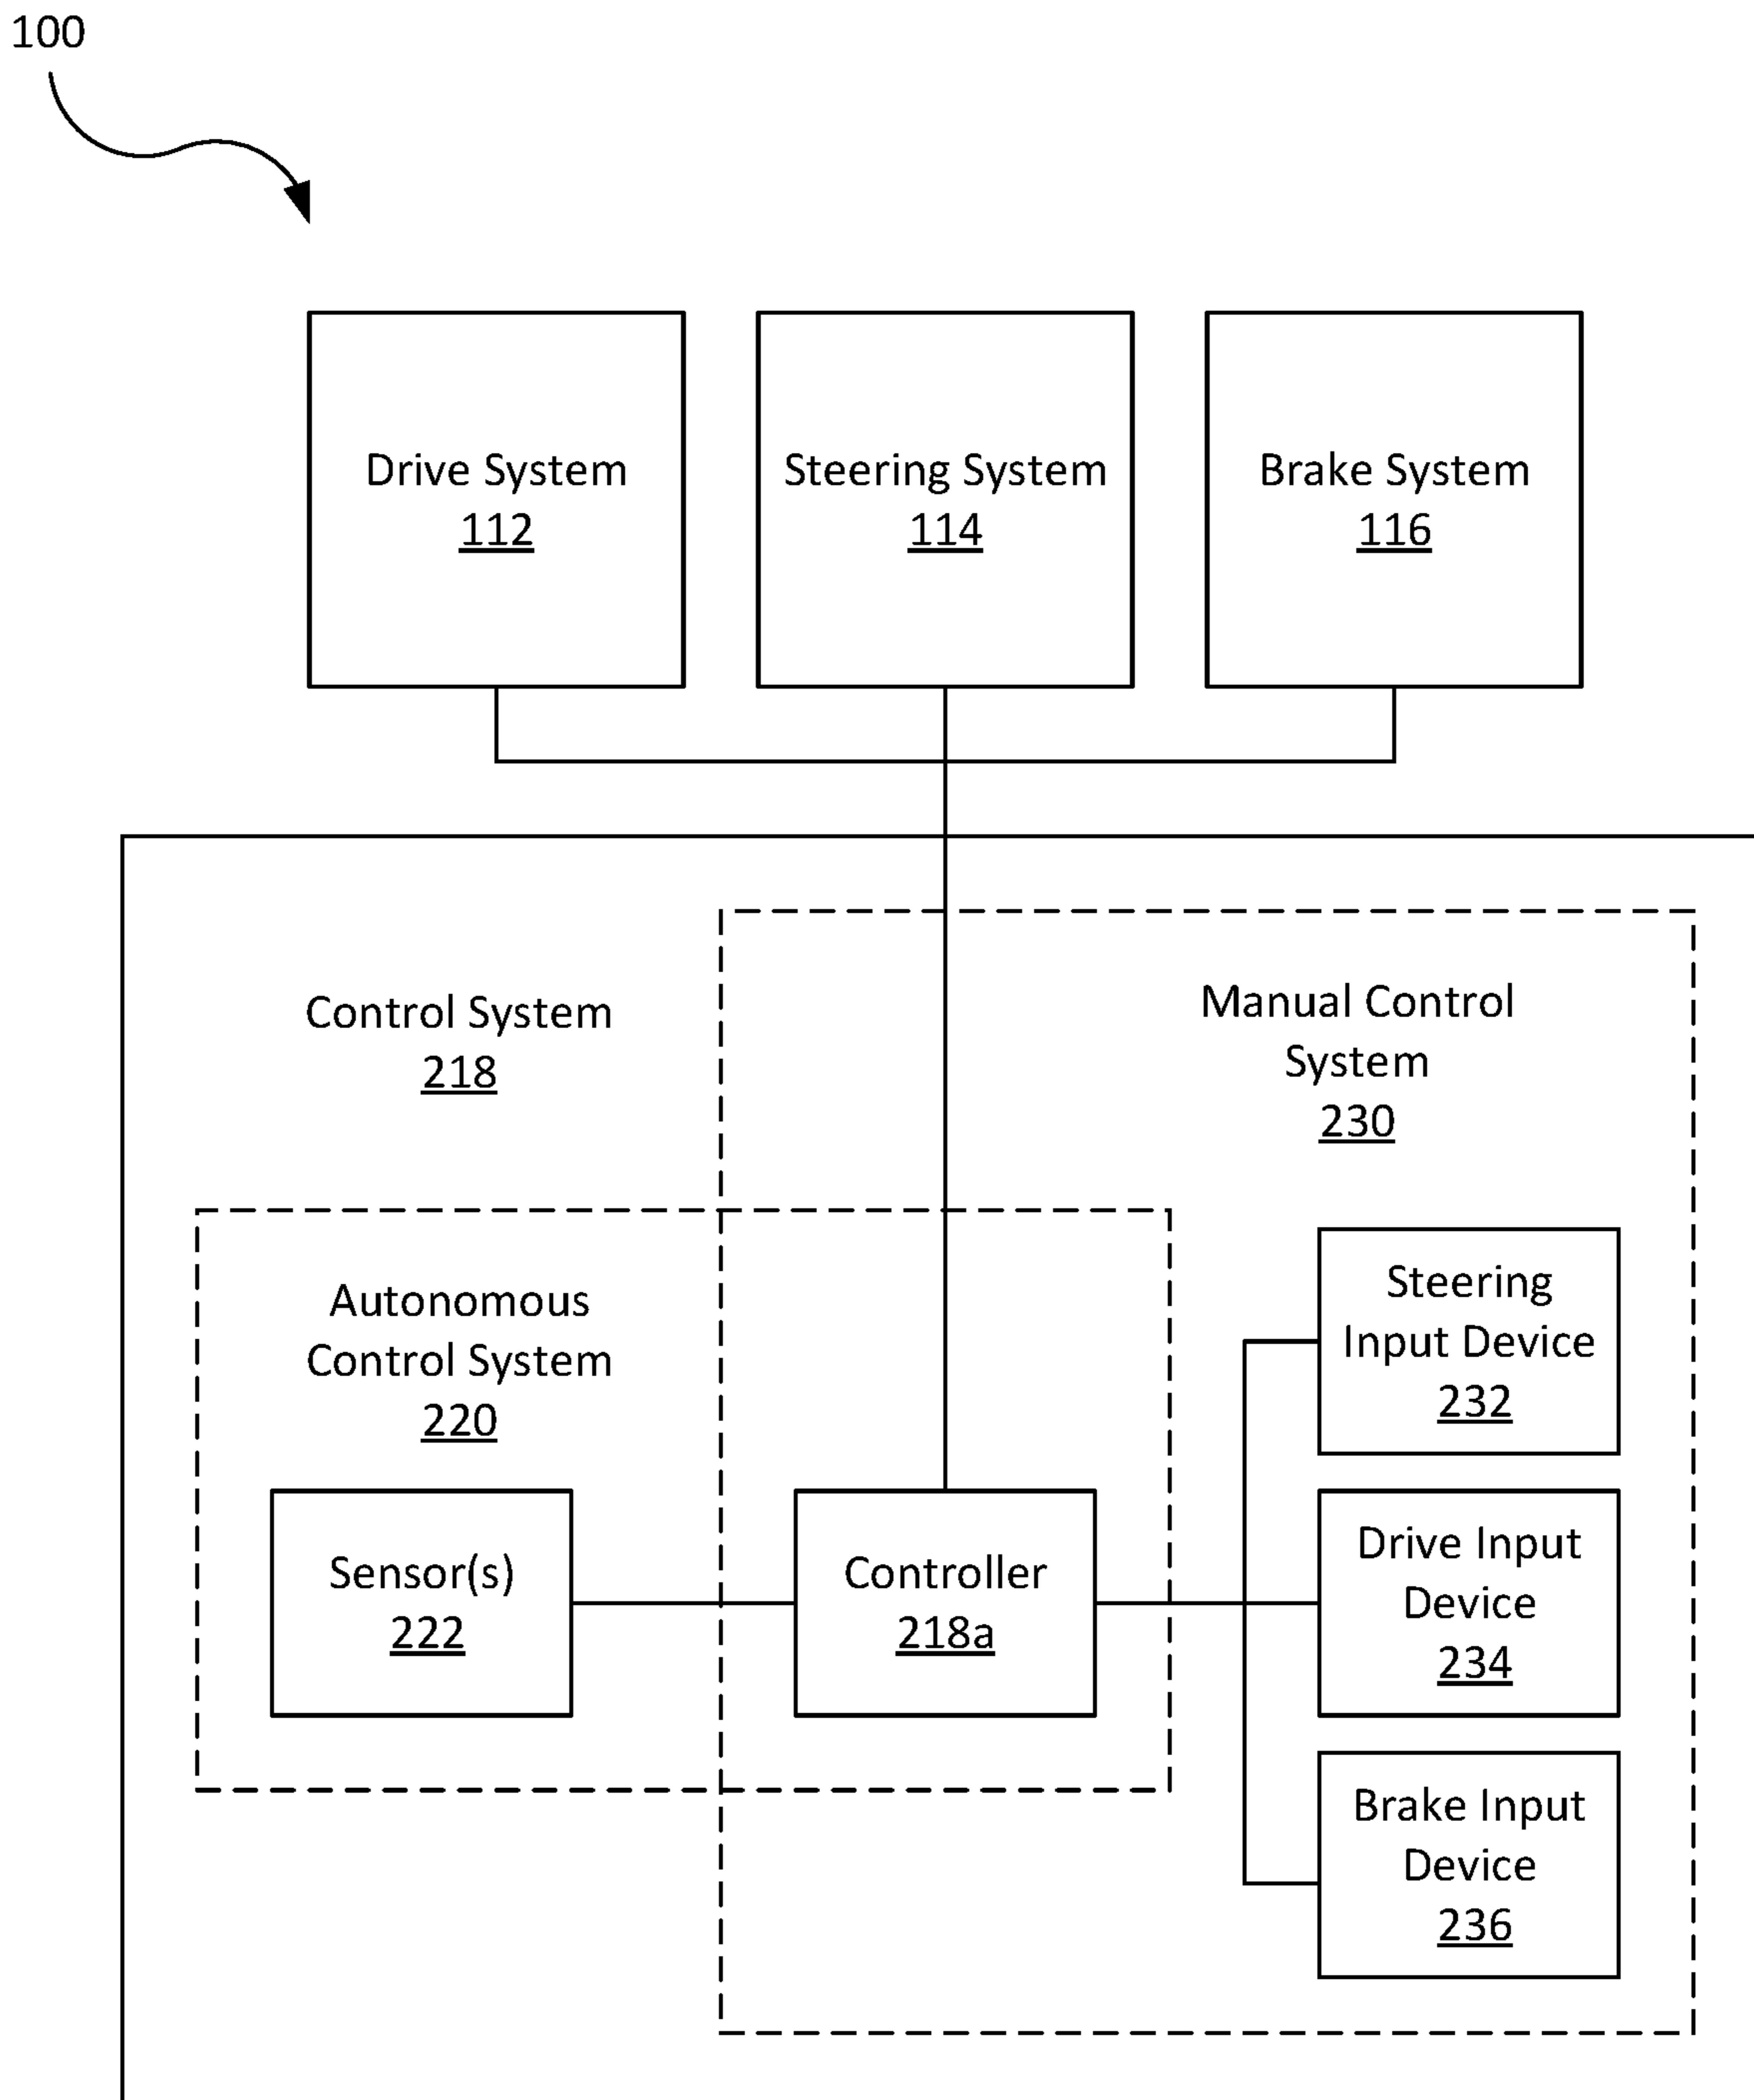 100
Drive System
112
Steering System
114
Brake System
116
Control System
218
Manual Control
System
230
Autonomous
Control System
220
Sensor(s)
222
Controller
218a
Steering
Input Device
232
Drive Input
Device
234
Brake Input
Device
236